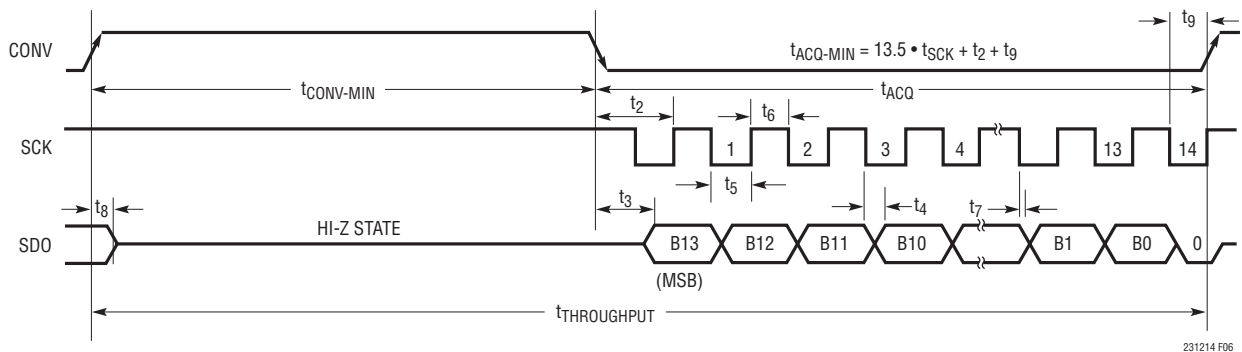 t9
CONV
tACQ-MIN = 13.5 • tSCK + t2 + t9
tCONV-MIN
tACQ
t2
t6
SCK
1
2
3
4
13
14
t5
t3
t4
t7
t8
HI-Z STATE
SDO
B13
B12
B11
B10
B1
B0
0
(MSB)
tTHROUGHPUT
231214 F06